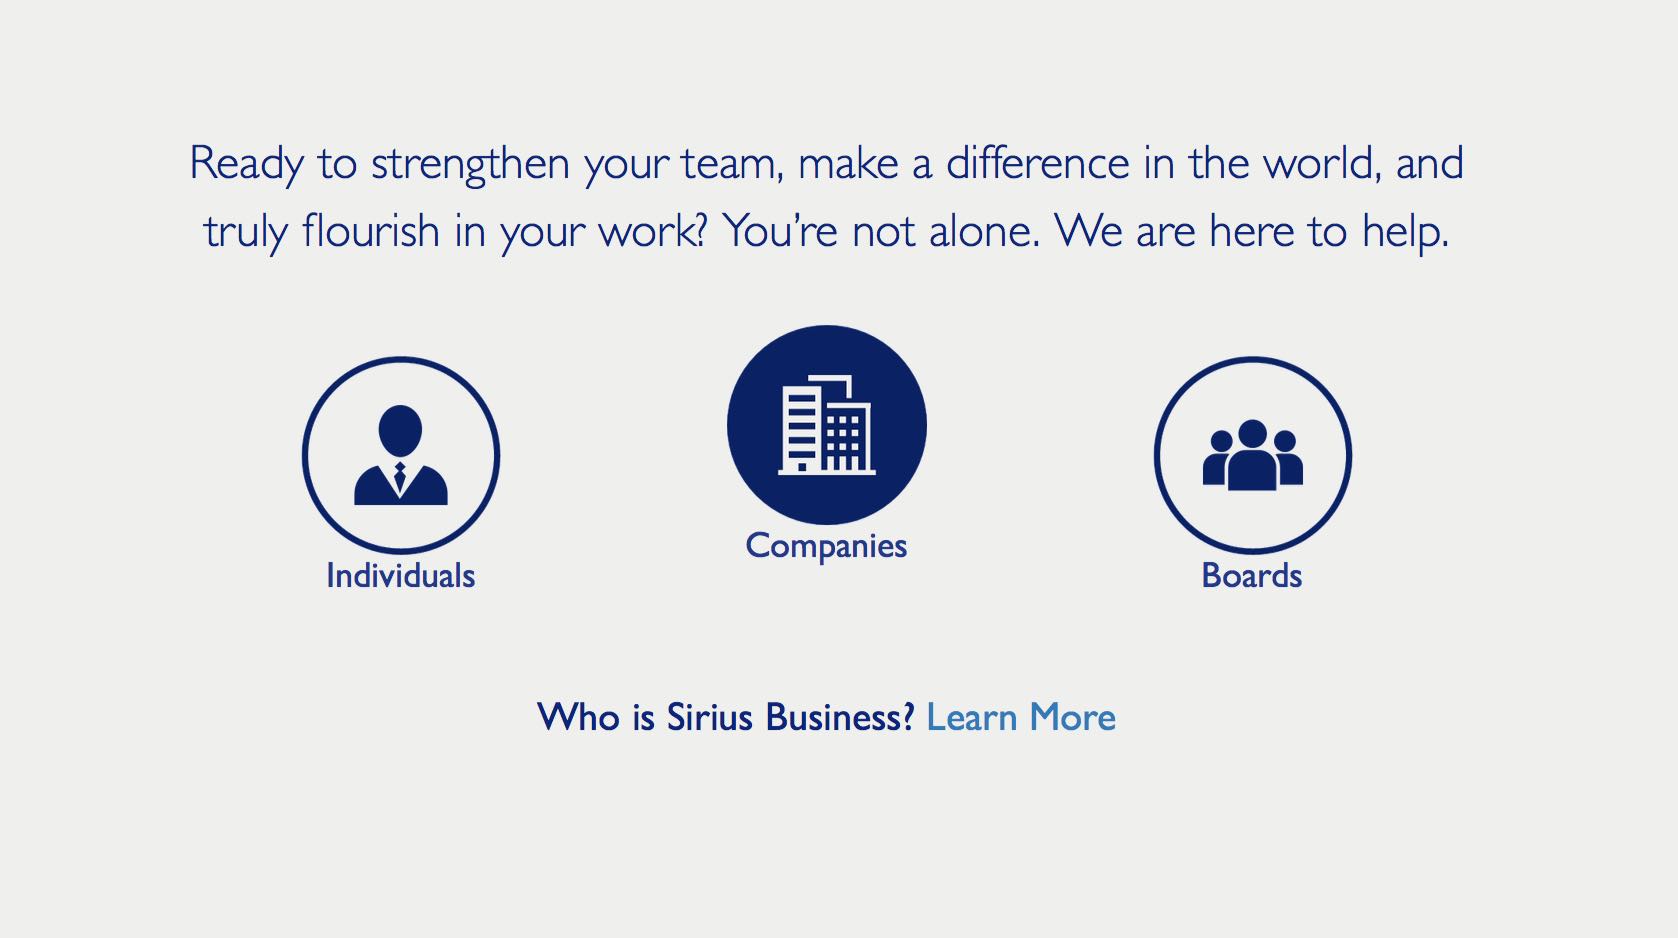 Ready to strengthen your team, make a difference in the world, and
truly flourish in your work? You’re not alone. We are here to help.
Individuals
Companies
Boards
Who is Sirius Business? Learn More